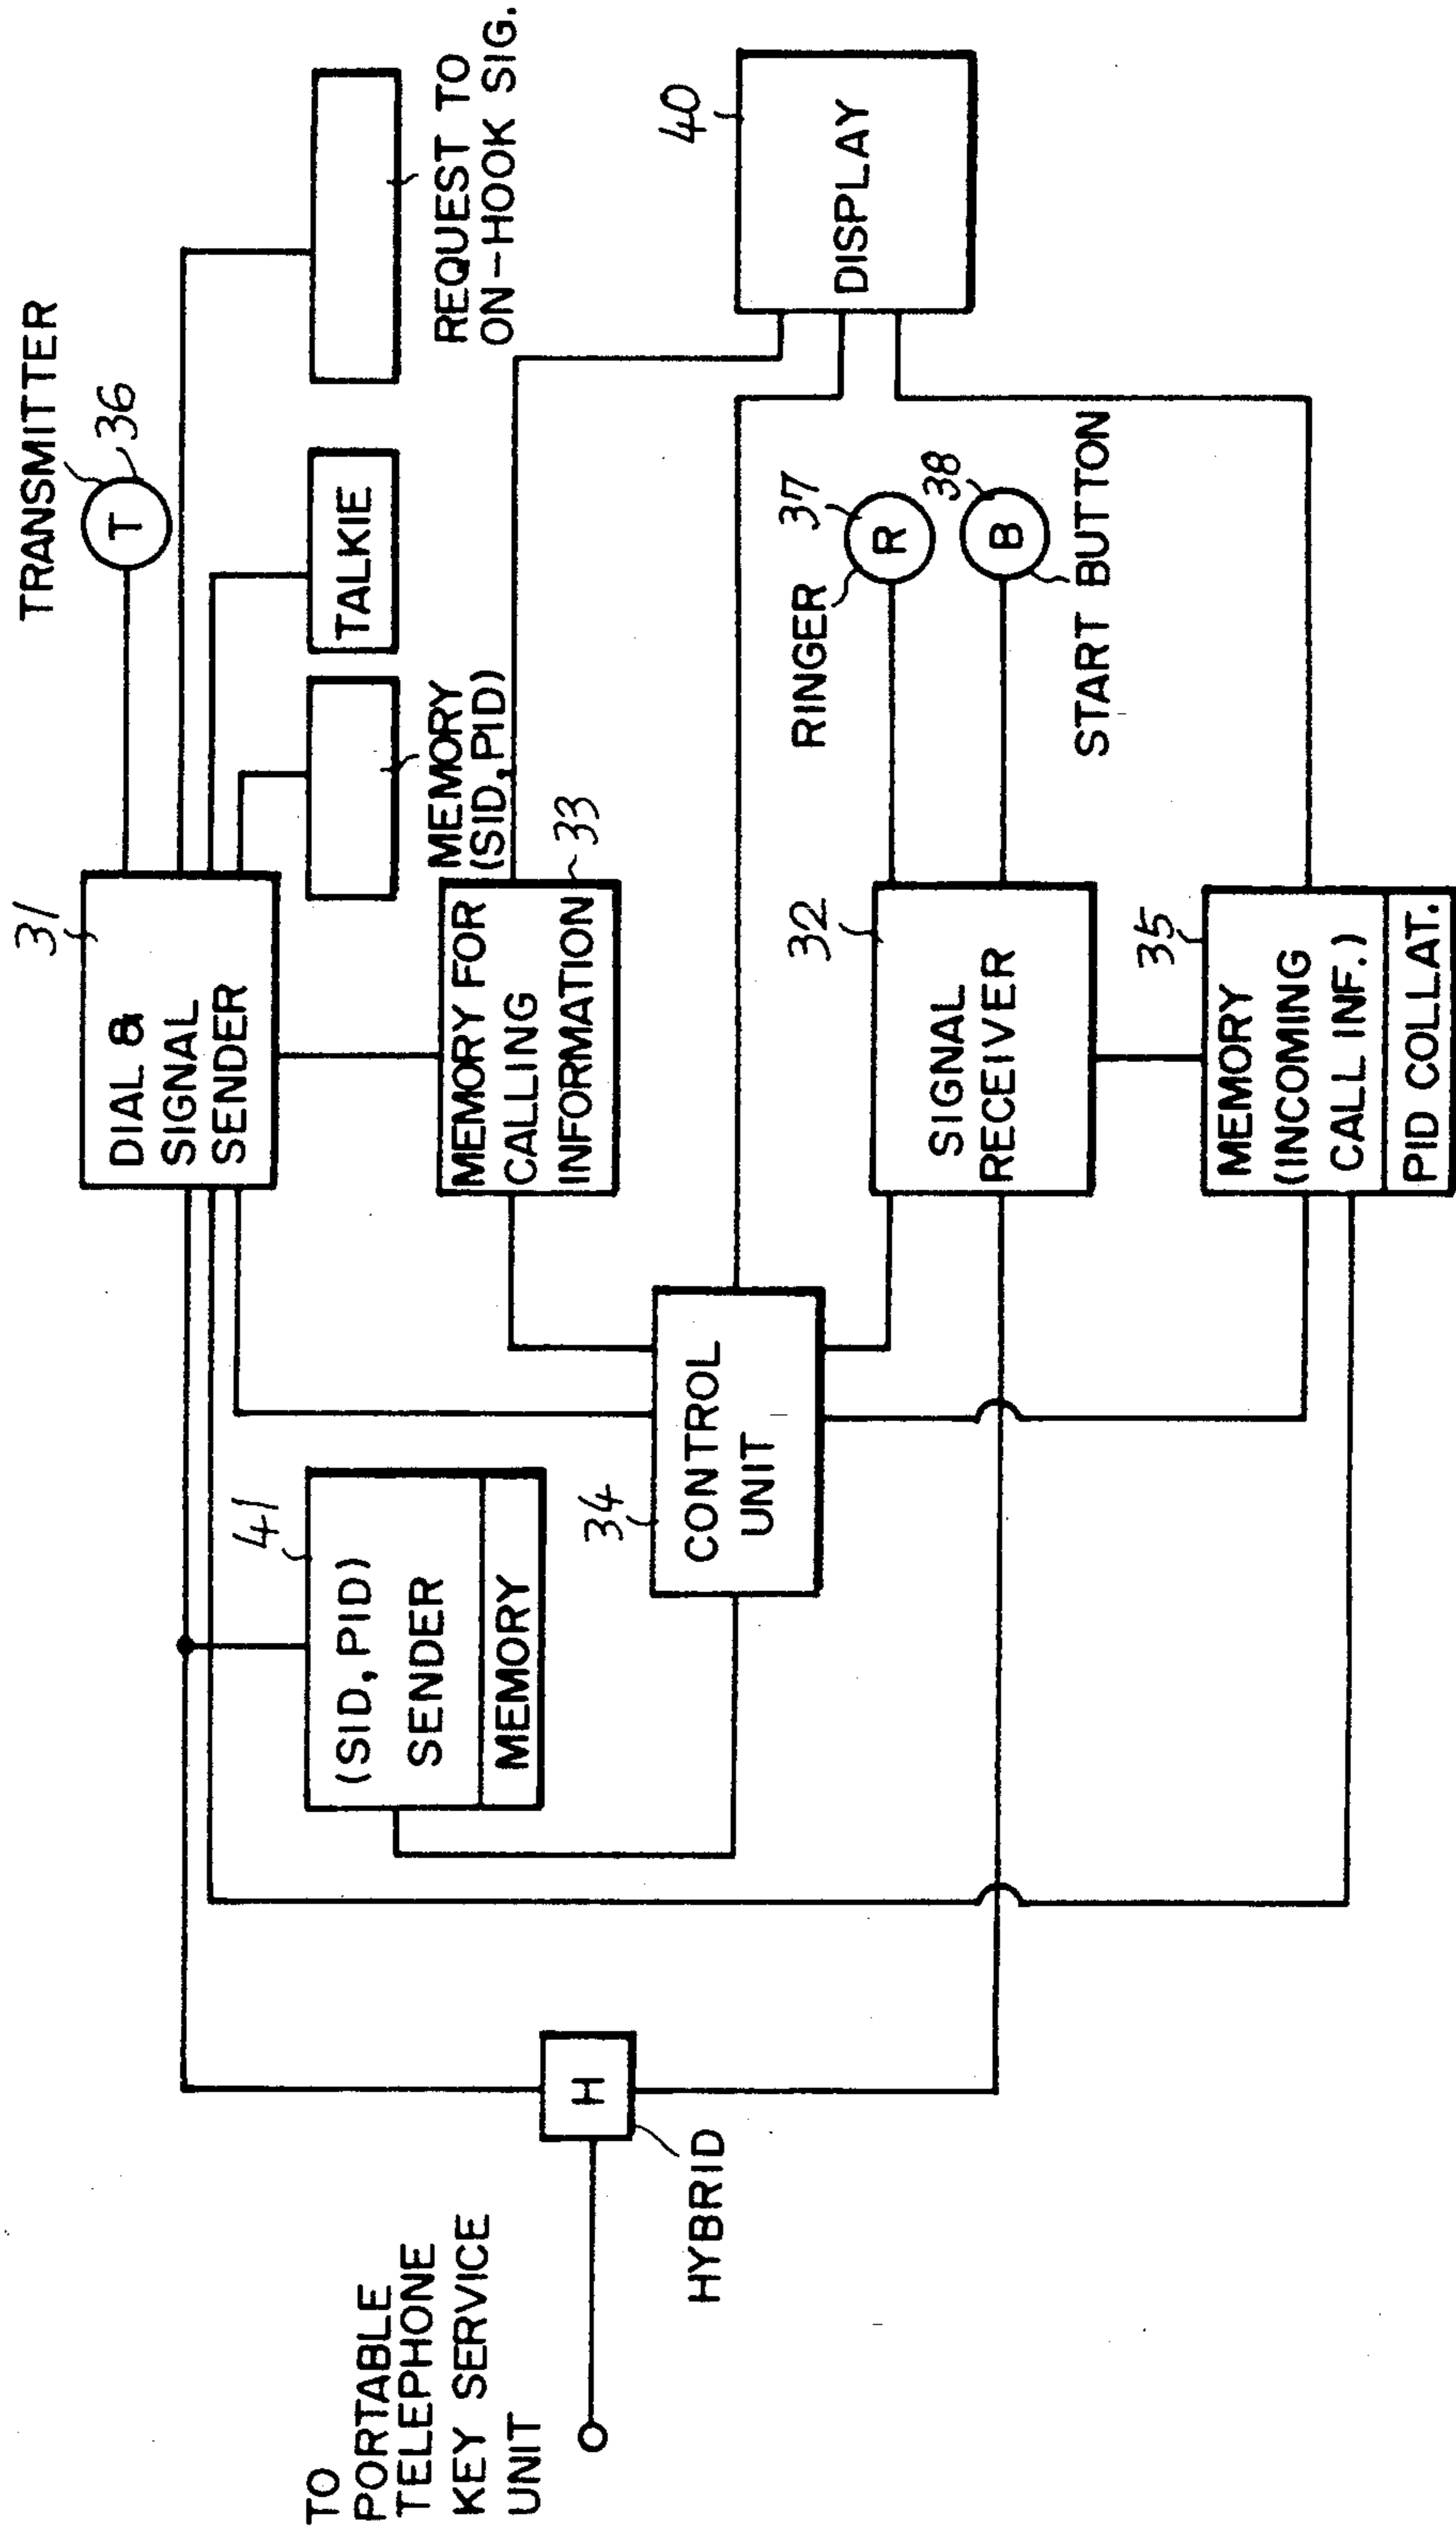 TRANSMITTER
T
36
31
DIAL &
SIGNAL
SENDER
TALKIE
MEMORY
(SID,PID)
REQUEST TO
ON-HOOK SIG.
41
(SID,PID)
SENDER
MEMORY
MEMORY FOR
CALLING
INFORMATION
33
40
DISPLAY
TO
PORTABLE
TELEPHONE
KEY SERVICE
UNIT
H
HYBRID
34
CONTROL
UNIT
32
SIGNAL
RECEIVER
RINGER
R
37
B
38
START BUTTON
35
MEMORY
(INCOMING
CALL INF.)
PID COLLAT.